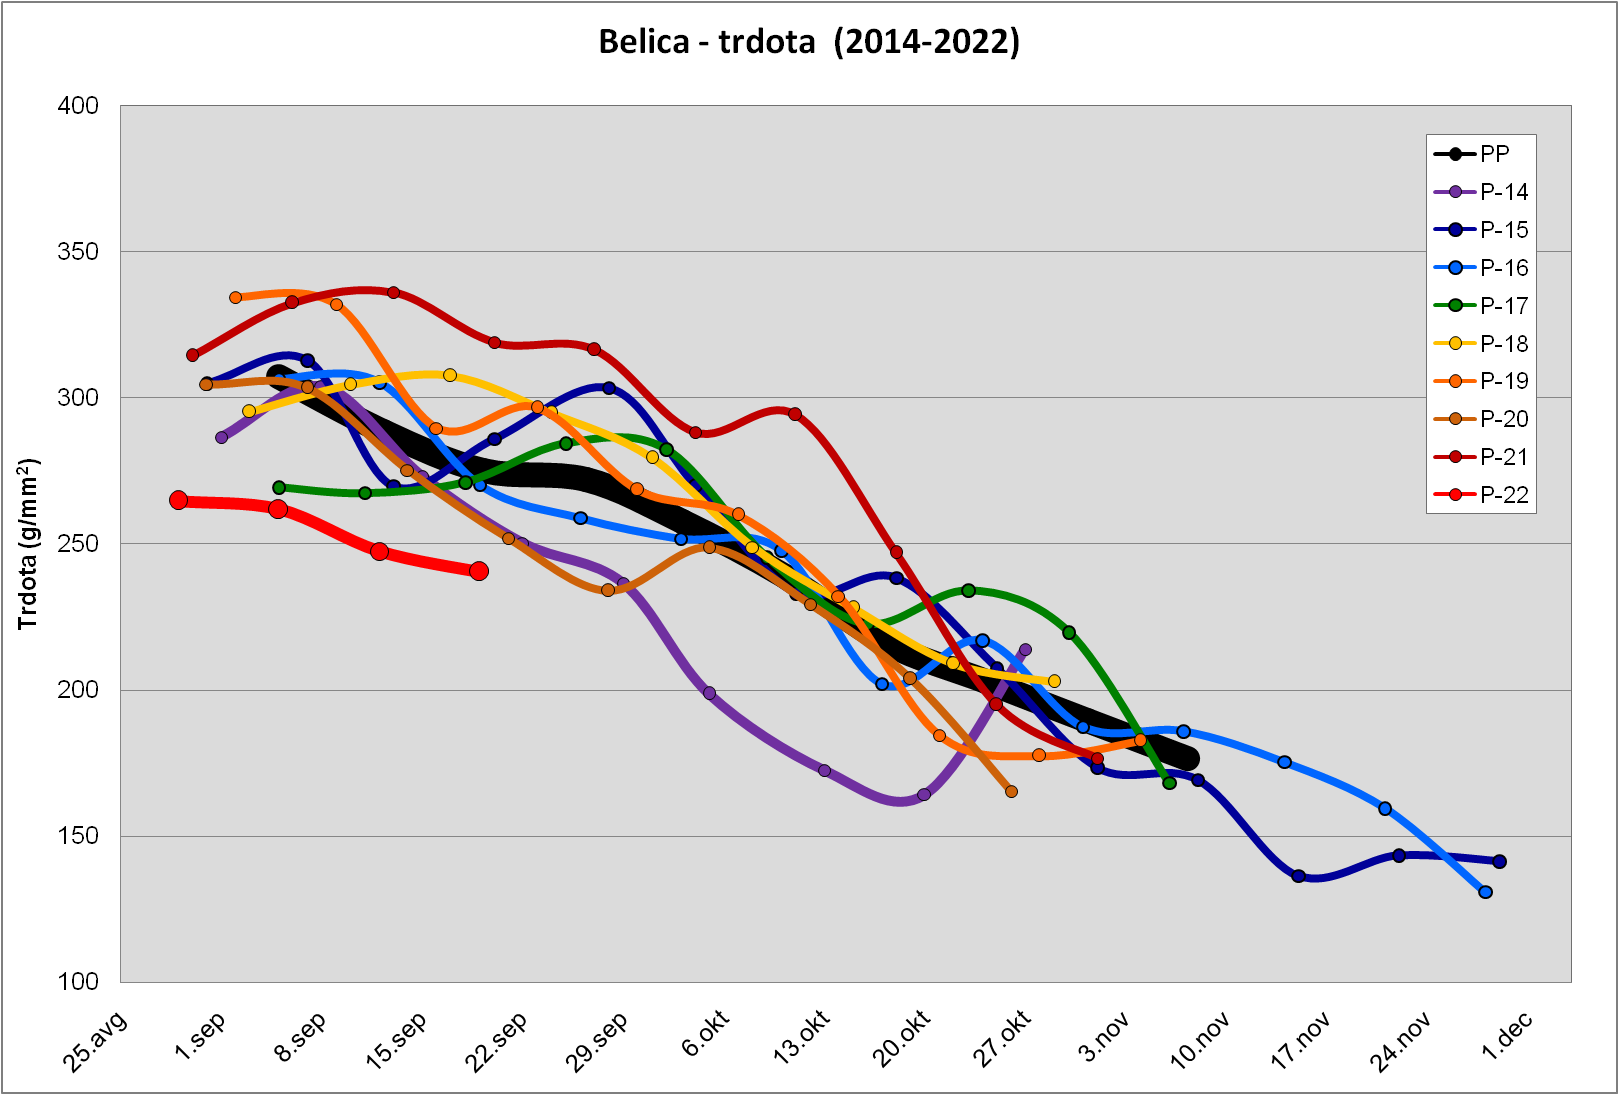 Belica - trdota  (2014-2022)
Trdota (g/mm²)
400
350
300
250
200
150
100
25.avg
1.sep
8.sep
15.sep
22.sep
29.sep
6.okt
13.okt
20.okt
27.okt
3.nov
10.nov
17.nov
24.nov
1.dec
PP
P-14
P-15
P-16
P-17
P-18
P-19
P-20
P-21
P-22